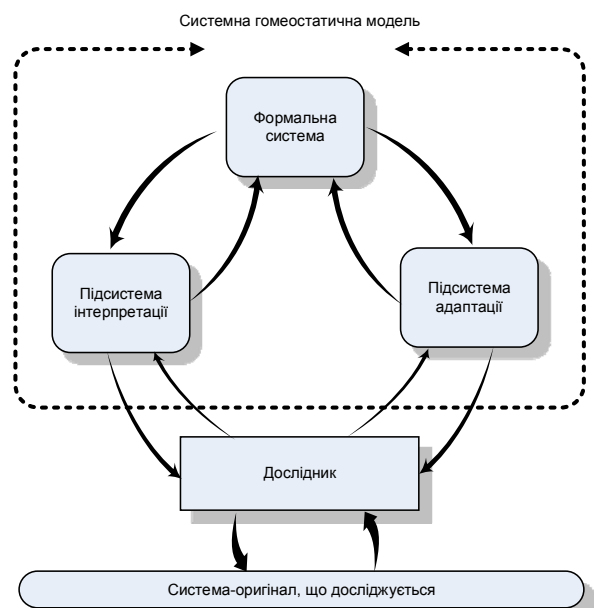 Системна гомеостатична модель
Формальна
система
Підсистема
інтерпретації
Підсистема
адаптації
Дослідник
Система-оригінал, що досліджується